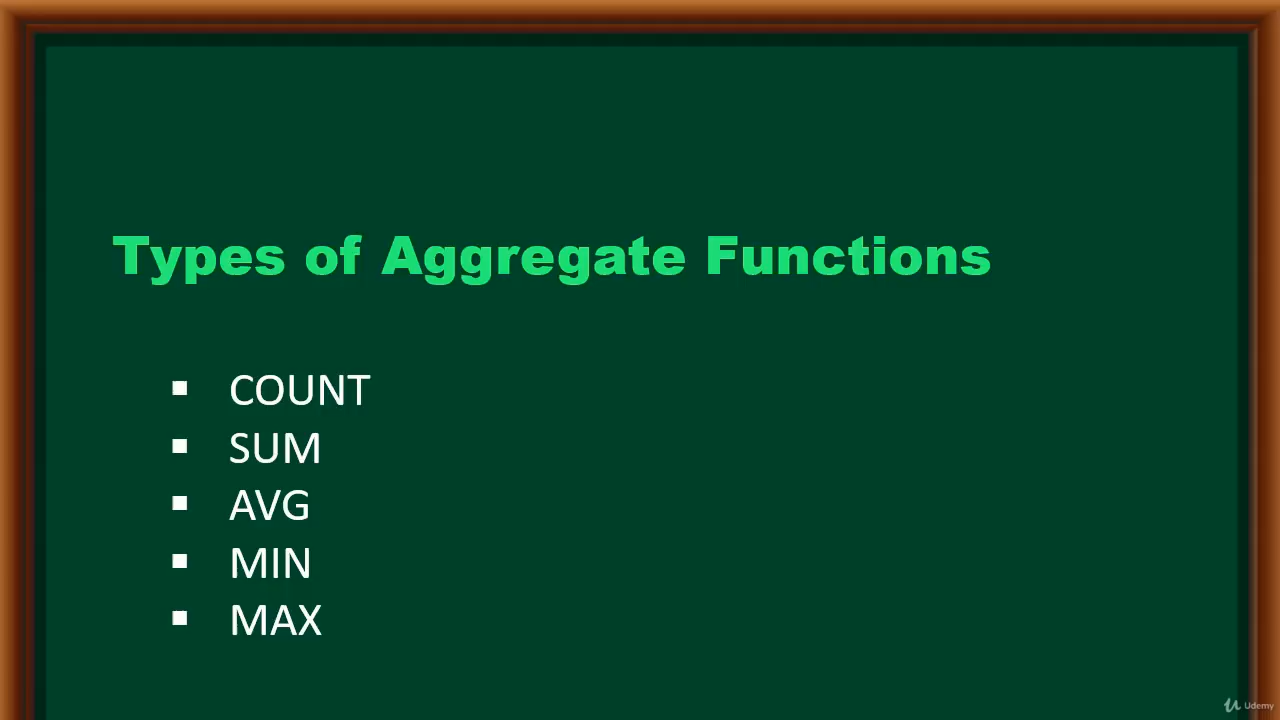 Types of Aggregate Functions
▪ COUNT
▪ SUM
▪ AVG
▪ MIN
▪ MAX
Udemy